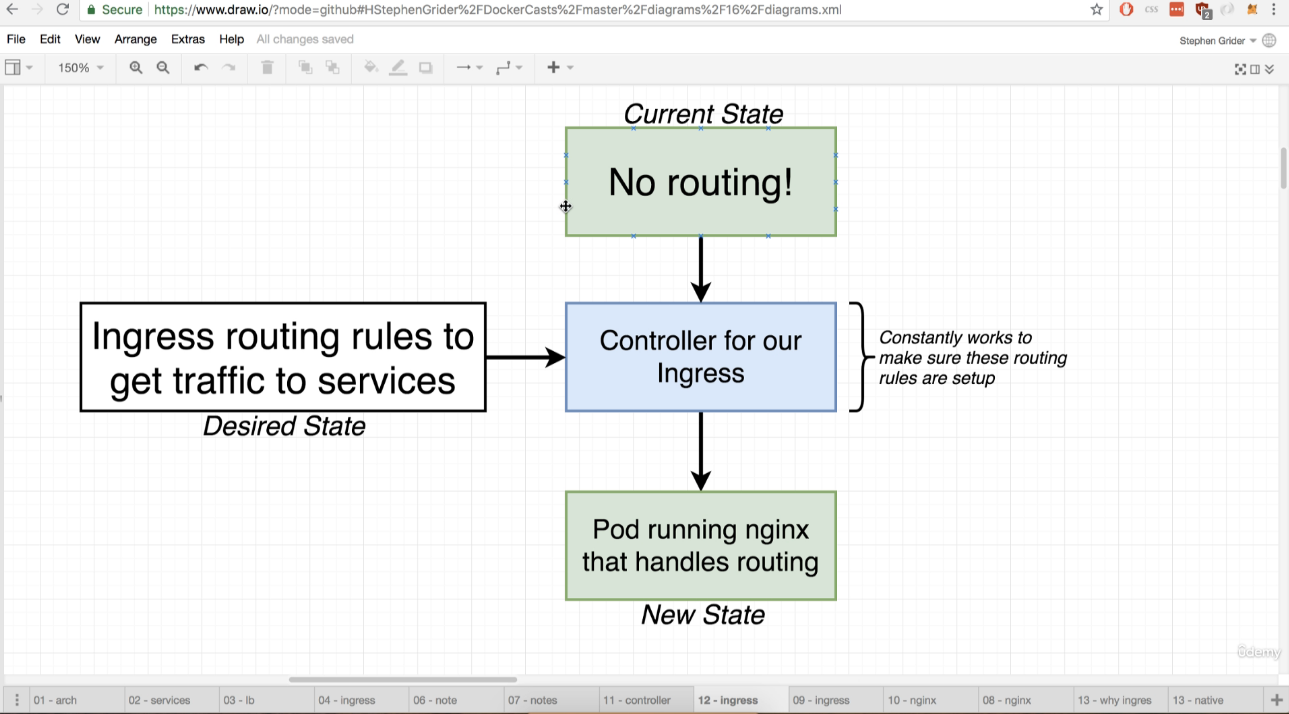 Secure https://www.draw.io/?mode=github#HStephenGrider%2FDockerCasts%2Fmaster%2Fdiagrams%2F16%2Fdiagrams.xml
CSS
2
File Edit View Arrange Extras Help All changes saved
Stephen Grider
150%
Current State
No routing!
Ingress routing rules to
get traffic to services
Desired State
Controller for our
Ingress
Constantly works to
make sure these routing
rules are setup
Pod running nginx
that handles routing
New State
ûdemy
01 - arch 02 - services 03 - lb 04 - ingress 06 - note 07 - notes 11 - controller 12 - ingress 09 - ingress 10 - nginx 08 - nginx 13 - why ingres 13 - native